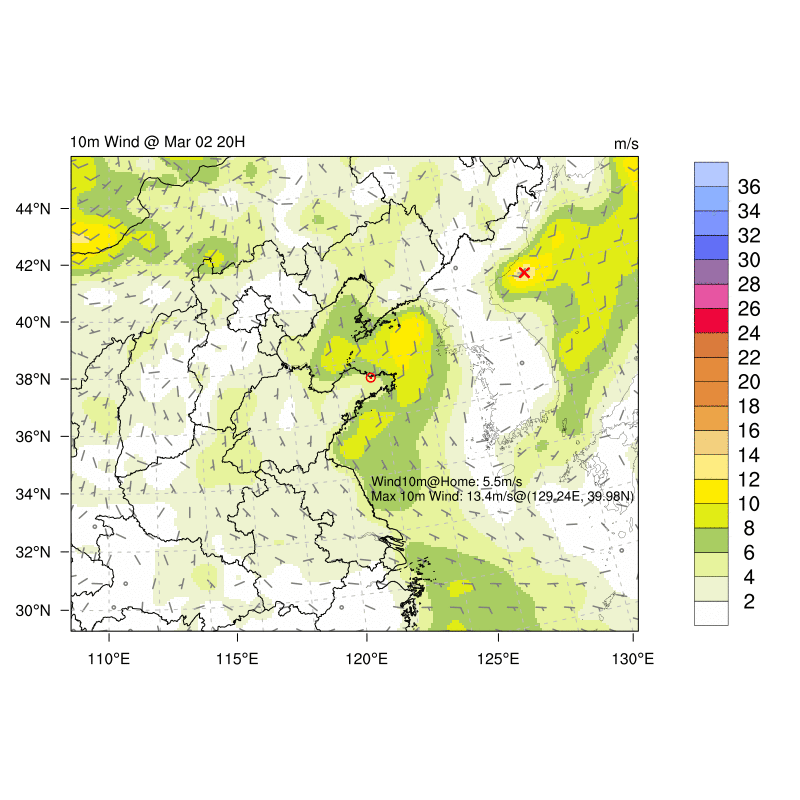 10m Wind @ Mar 02 20H
m/s
44°N
42°N
40°N
38°N
36°N
34°N
32°N
30°N
110°E
115°E
120°E
125°E
130°E
Wind10m@Home: 5.5m/s
Max 10m Wind: 13.4m/s@(129.24E, 39.98N)
36
34
32
30
28
26
24
22
20
18
16
14
12
10
8
6
4
2